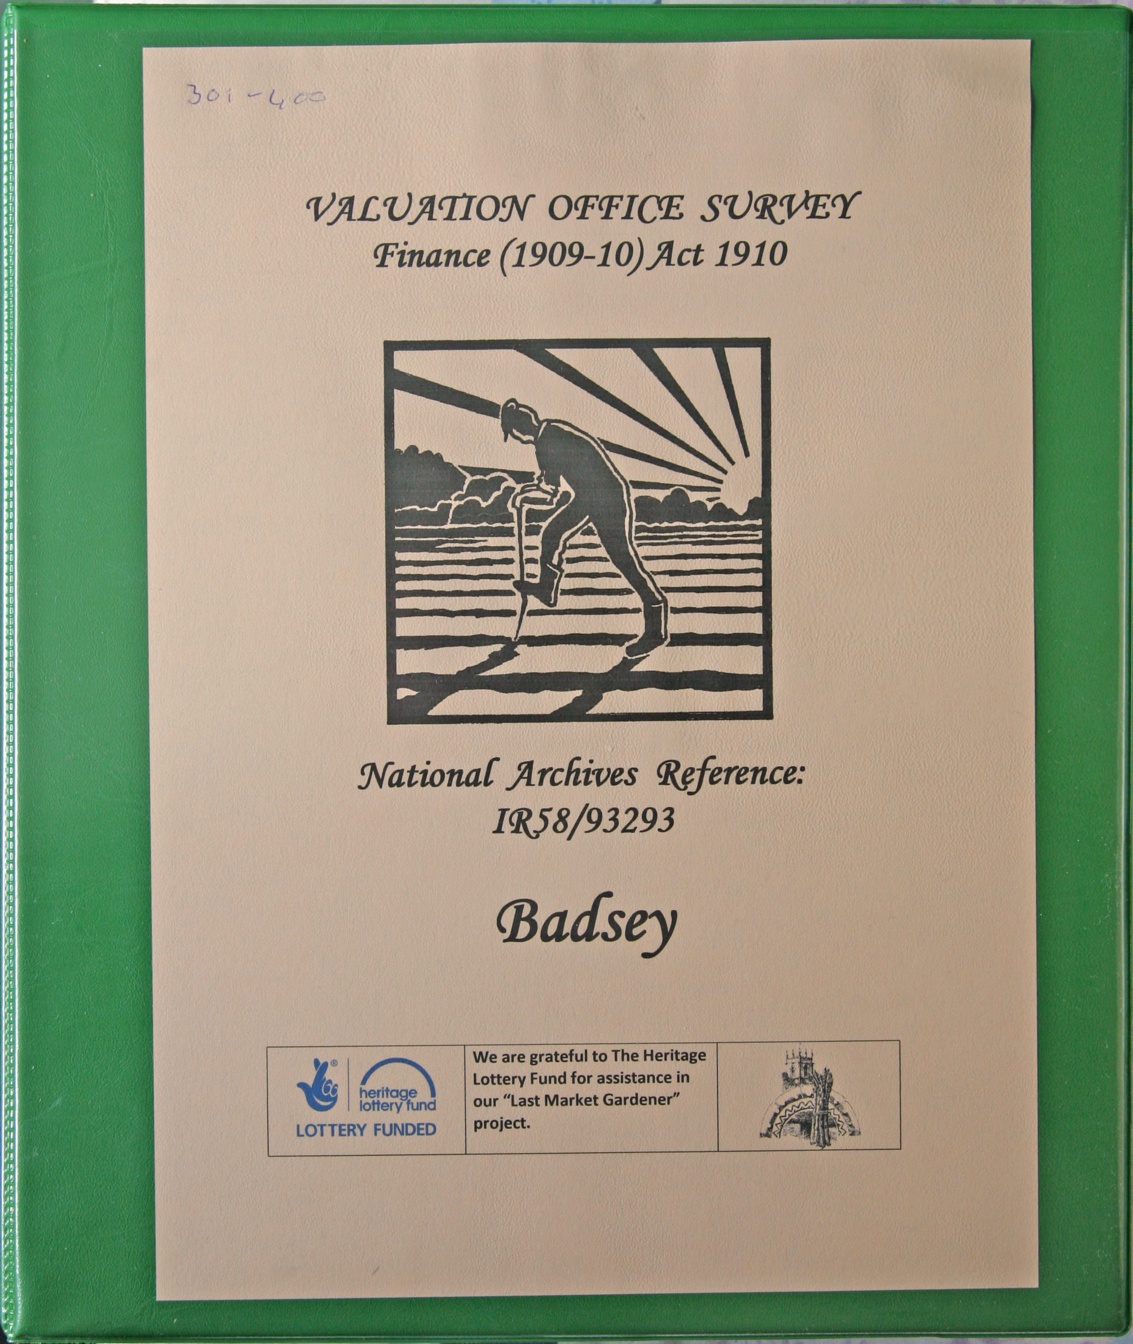 301-400
VALUATION OFFICE SURVEY
Finance (1909-10) Act 1910
National Archives Reference:
IR58/93293
Badsey
®
heritage
lottery fund
LOTTERY FUNDED
We are grateful to The Heritage
Lottery Fund for assistance in
our “Last Market Gardener”
project.